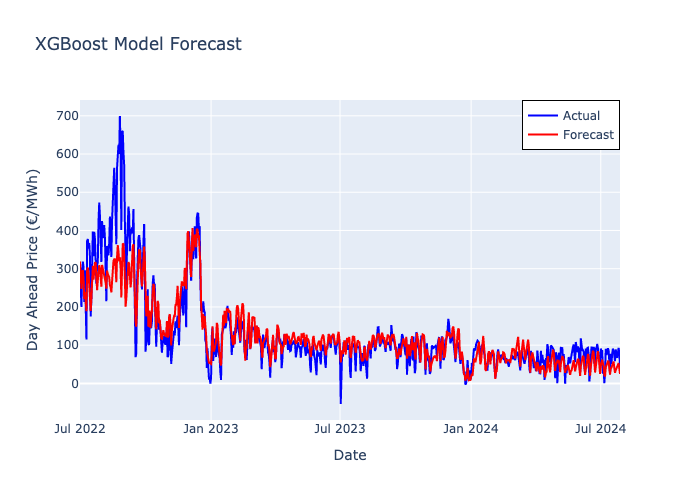 XGBoost Model Forecast
Actual
Forecast
700
600
500
400
300
200
100
0
Day Ahead Price (€/MWh)
Jul 2022
Jan 2023
Jul 2023
Jan 2024
Jul 2024
Date